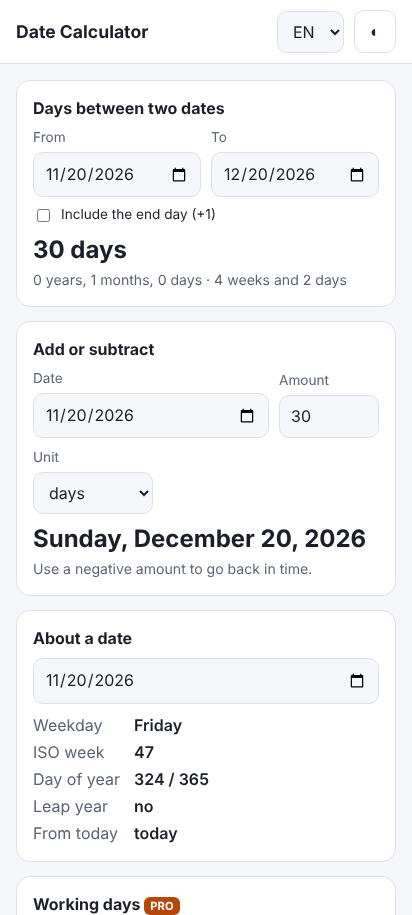 Date Calculator EN
Days between two dates
From To
11/20/2026 12/20/2026
Include the end day (+1)
30 days
0 years, 1 months, 0 days · 4 weeks and 2 days
Add or subtract
Date Amount
11/20/2026 30
Unit
days
Sunday, December 20, 2026
Use a negative amount to go back in time.
About a date
11/20/2026
Weekday Friday
ISO week 47
Day of year 324 / 365
Leap year no
From today today
Working days PRO